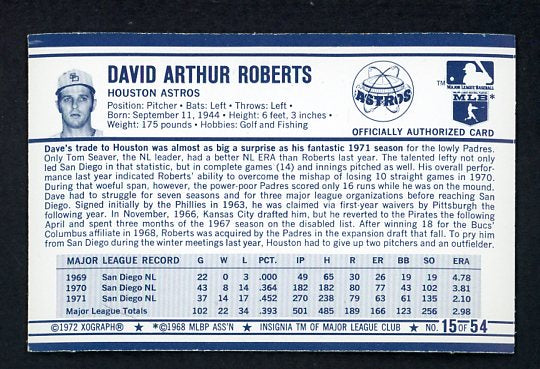 DAVID ARTHUR ROBERTS
HOUSTON ASTROS
Position: Pitcher • Bats: Left • Throws: Left •
Born: September 11, 1944 • Height: 6 feet, 3 inches •
Weight: 175 pounds • Hobbies: Golf and Fishing
ASTROS
TM
MAJOR LEAGUE BASEBALL
MLB*
OFFICIALLY AUTHORIZED CARD
Dave's trade to Houston was almost as big a surprise as his fantastic 1971 season for the lowly Padres.
Only Tom Seaver, the NL leader, had a better NL ERA than Roberts last year. The talented lefty not only
led San Diego in that statistic, but in complete games (14) and innings pitched as well. His overall perfor-
mance last year indicated Roberts' ability to overcome the mishap of losing 10 straight games in 1970.
During that woeful span, however, the power-poor Padres scored only 16 runs while he was on the mound.
Dave had to struggle for seven seasons and for three major league organizations before reaching San
Diego. Signed initially by the Phillies in 1963, he was claimed via first-year waivers by Pittsburgh the
following year. In November, 1966, Kansas City drafted him, but he reverted to the Pirates the following
April and spent three months of the 1967 season on the disabled list. After winning 18 for the Bucs'
Columbus affiliate in 1968, Roberts was acquired by the Padres in the expansion draft that fall. To pry him
from San Diego during the winter meetings last year, Houston had to give up two pitchers and an outfielder.
MAJOR LEAGUE RECORD G W L PCT. IP H R ER BB SO ERA
1969 San Diego NL 22 0 3 .000 49 65 30 26 19 19 4.78
1970 San Diego NL 43 8 14 .364 182 182 80 77 43 102 3.81
1971 San Diego NL 37 14 17 .452 270 238 79 63 61 135 2.10
Major League Totals 102 22 34 .393 501 485 189 166 123 256 2.98
©1972 XOGRAPH® ★ *©1968 MLBP ASS'N ★ INSIGNIA TM OF MAJOR LEAGUE CLUB ★ NO. 15 OF 54